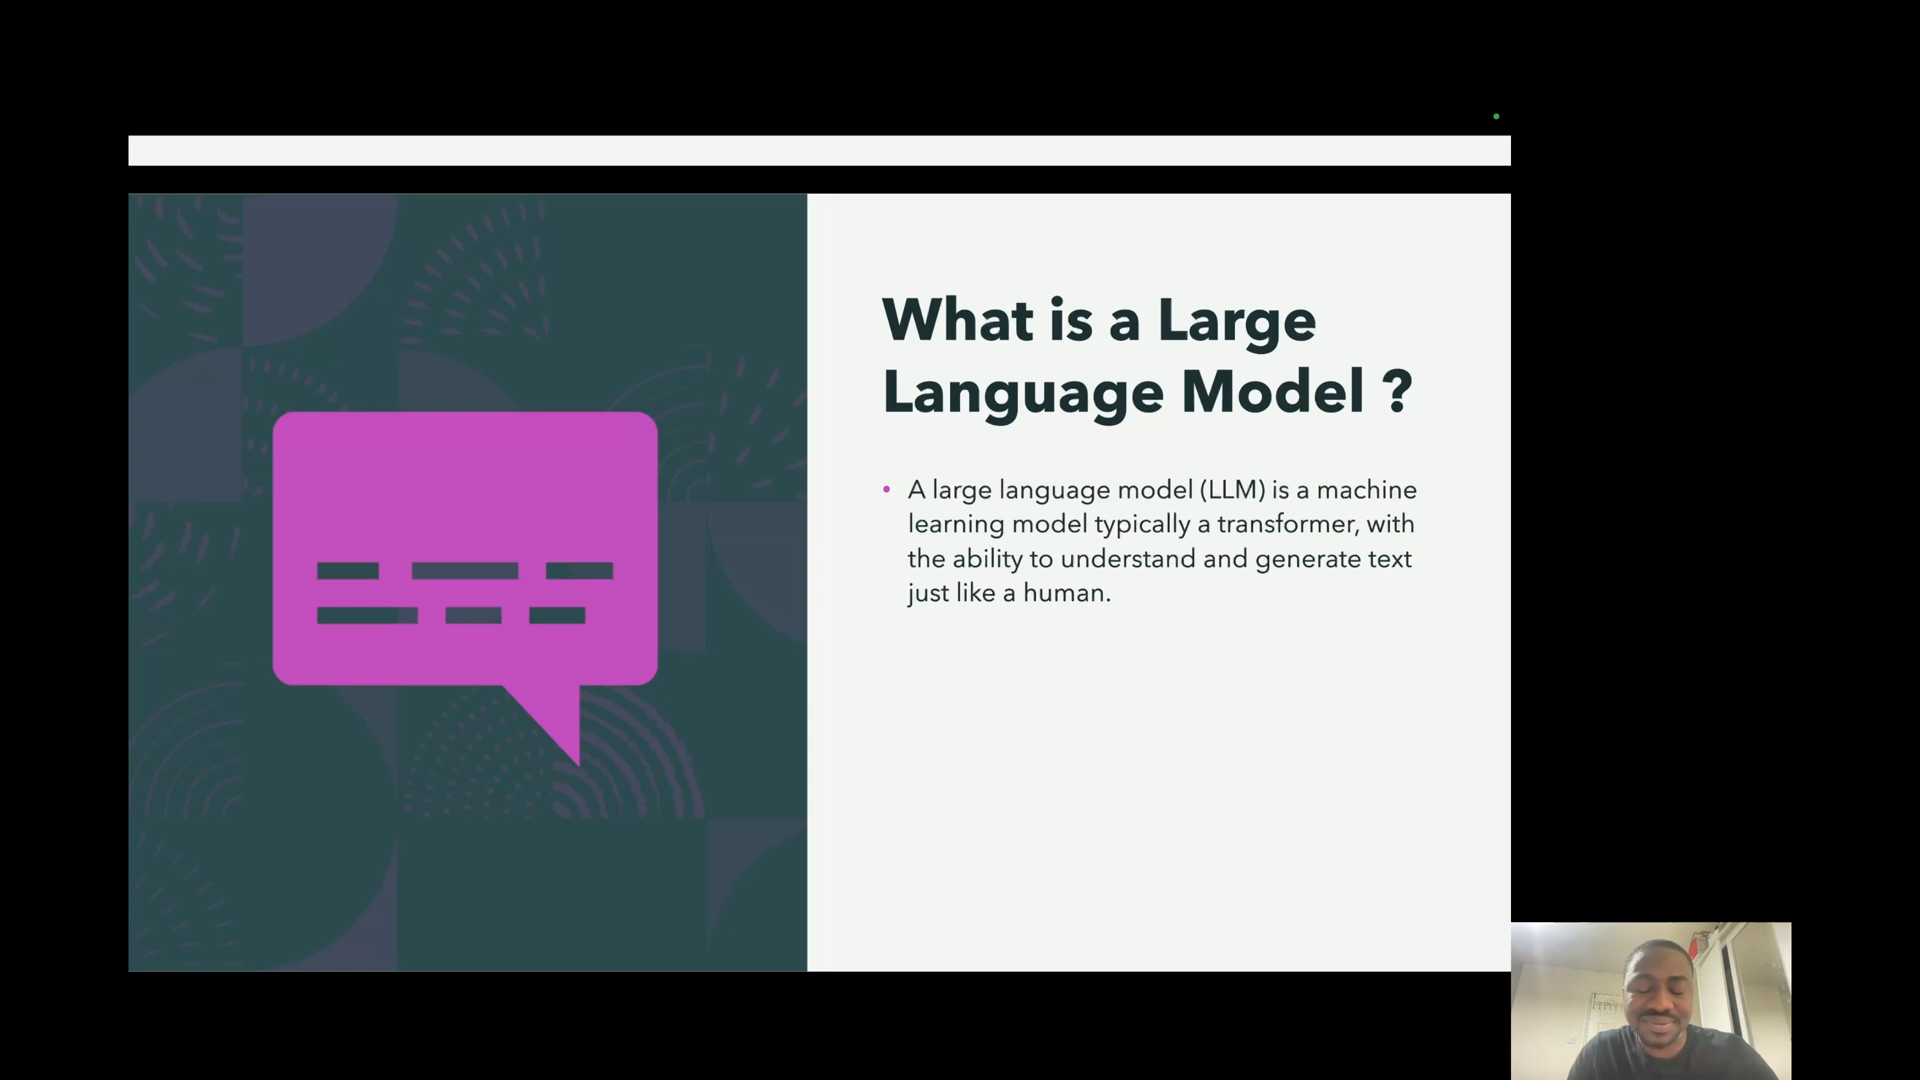 What is a Large
Language Model ?
• A large language model (LLM) is a machine
learning model typically a transformer, with
the ability to understand and generate text
just like a human.